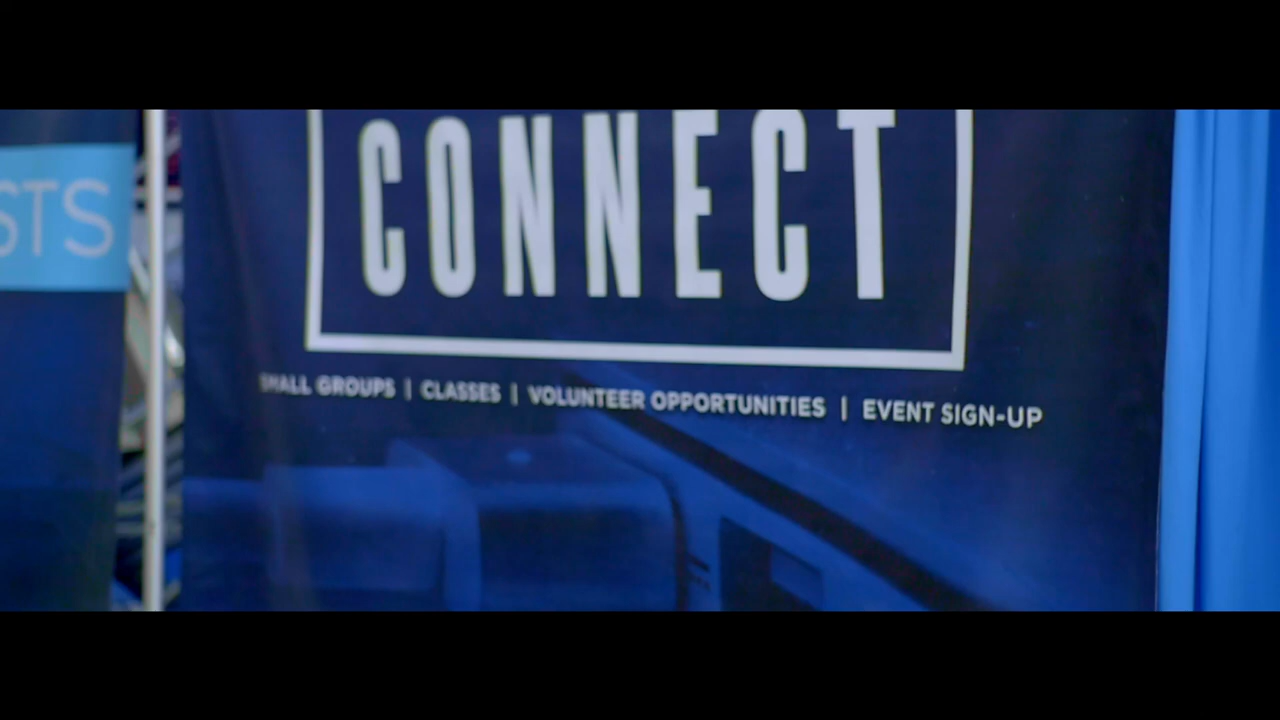 STS
CONNECT
SMALL GROUPS | CLASSES | VOLUNTEER OPPORTUNITIES | EVENT SIGN-UP